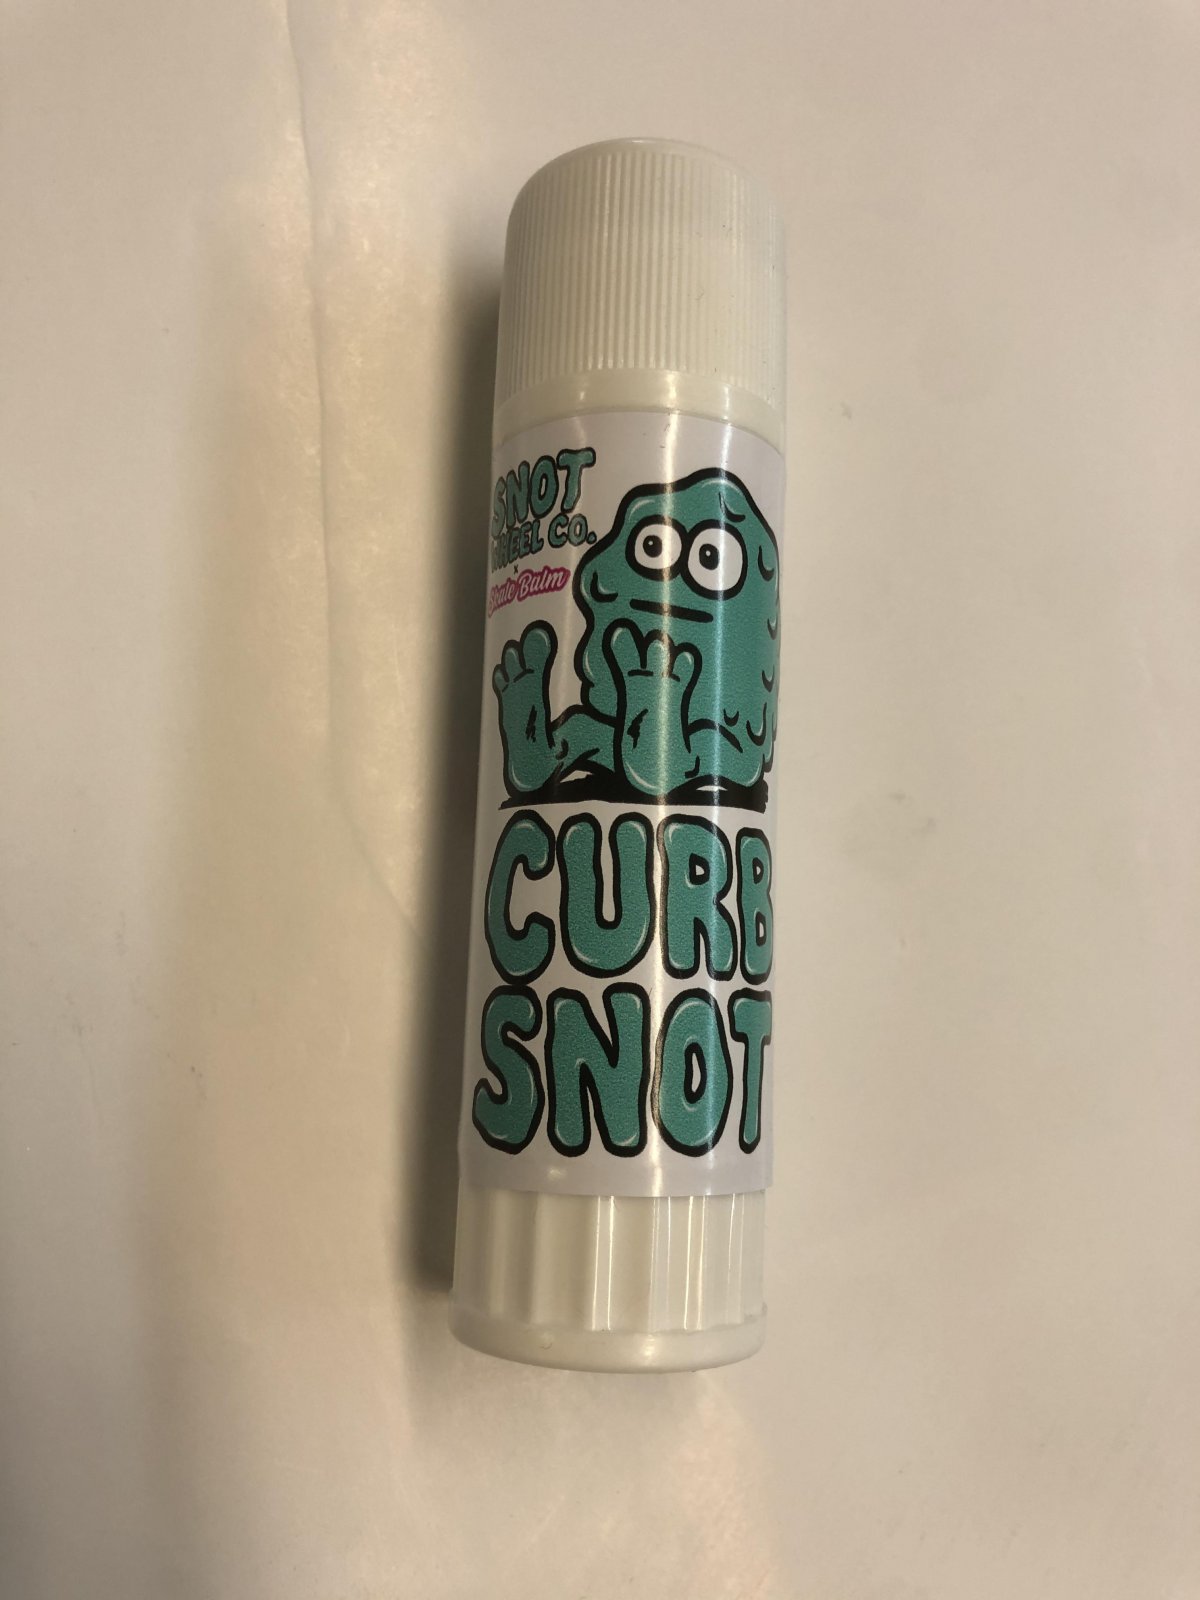 SNOT
WHEEL CO.
x
Skate Balm
CURB
SNOT